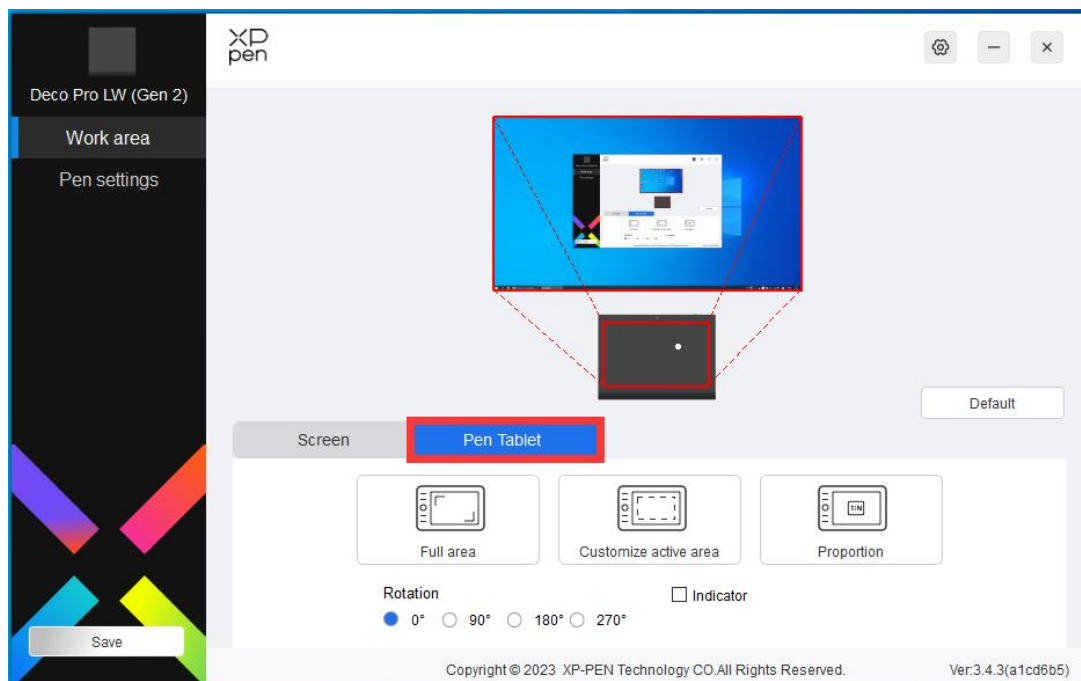 XP
pen
Deco Pro LW (Gen 2)
Work area
Pen settings
Default
Screen
Pen Tablet
1:N
Full area
Customize active area
Proportion
Rotation
Indicator
0°
90°
180°
270°
Save
Copyright © 2023 XP-PEN Technology CO.All Rights Reserved.
Ver:3.4.3(a1cd6b5)